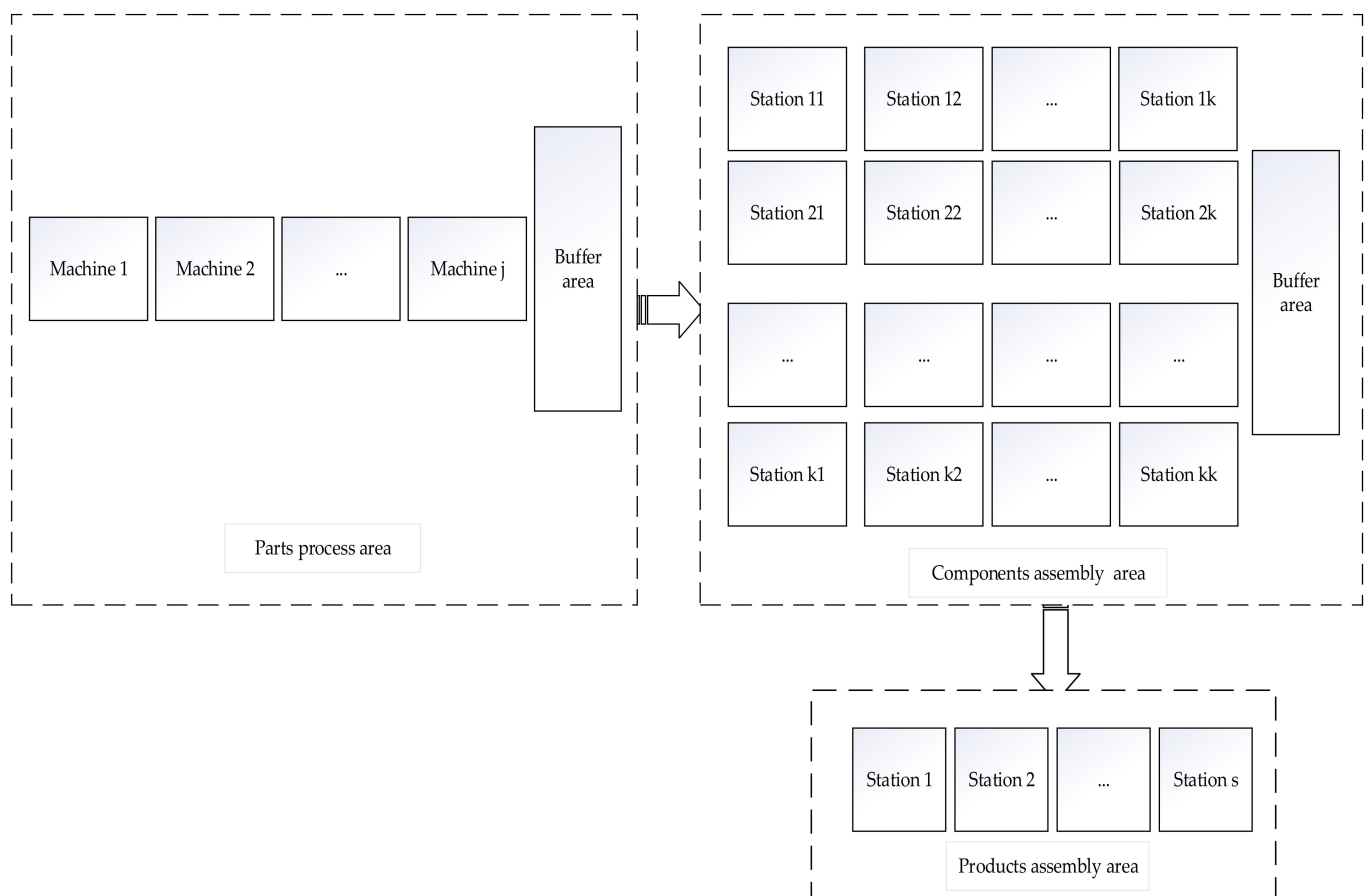 Machine 1
Machine 2
...
Machine j
Buffer
area
Parts process area
Station 11
Station 12
...
Station 1k
Station 21
Station 22
...
Station 2k
...
...
...
...
Station k1
Station k2
...
Station kk
Buffer
area
Components assembly area
Station 1
Station 2
...
Station s
Products assembly area